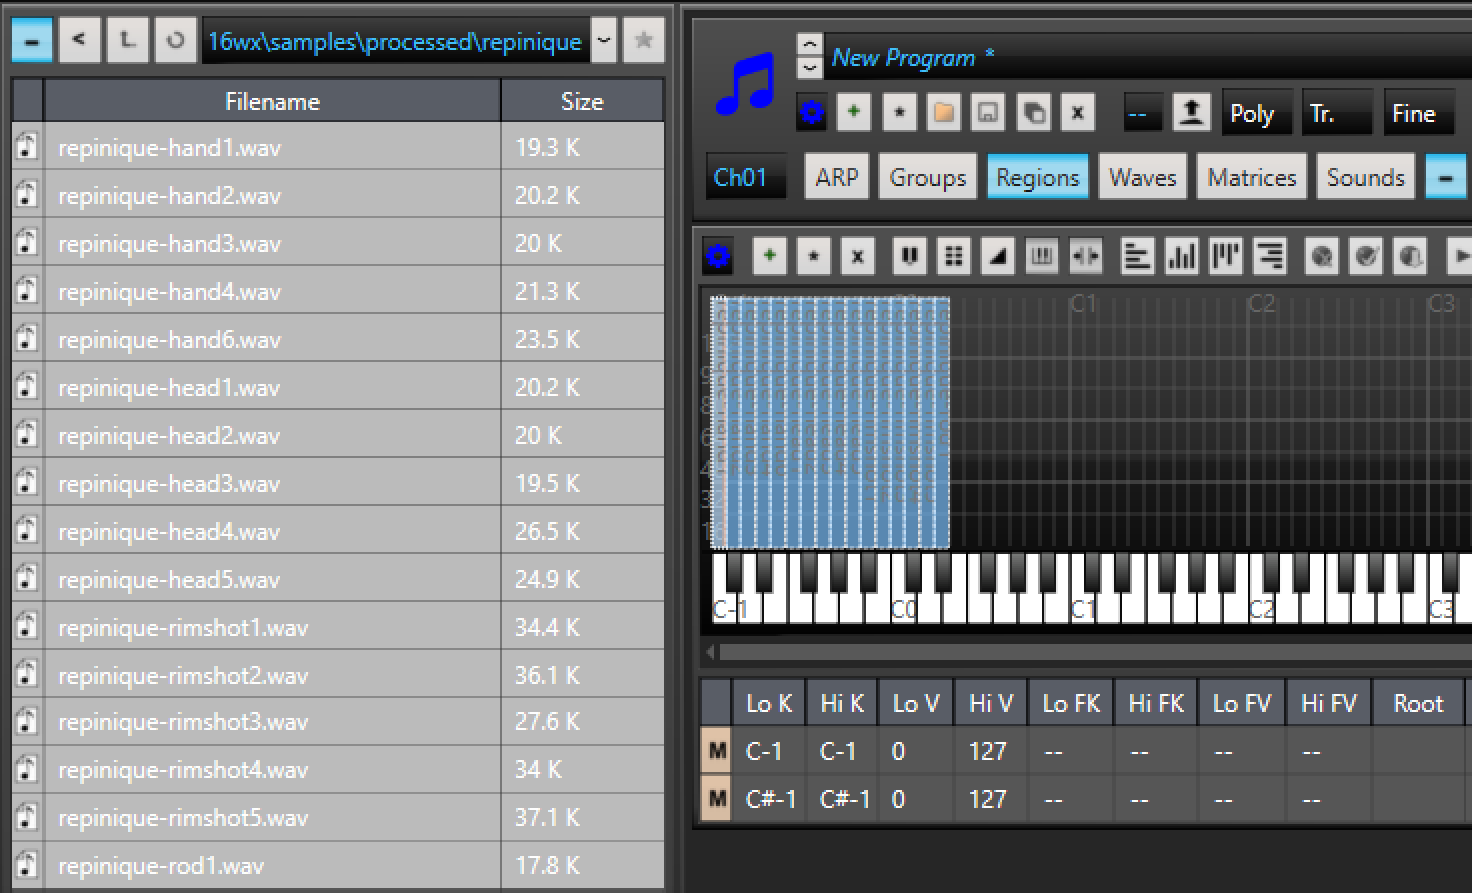 16wx\samples\processed\repinique
Filename Size
repinique-hand1.wav 19.3 K
repinique-hand2.wav 20.2 K
repinique-hand3.wav 20 K
repinique-hand4.wav 21.3 K
repinique-hand6.wav 23.5 K
repinique-head1.wav 20.2 K
repinique-head2.wav 20 K
repinique-head3.wav 19.5 K
repinique-head4.wav 26.5 K
repinique-head5.wav 24.9 K
repinique-rimshot1.wav 34.4 K
repinique-rimshot2.wav 36.1 K
repinique-rimshot3.wav 27.6 K
repinique-rimshot4.wav 34 K
repinique-rimshot5.wav 37.1 K
repinique-rod1.wav 17.8 K
New Program *
-- Poly Tr. Fine
Ch01 ARP Groups Regions Waves Matrices Sounds
C1 C2 C3
C-1 C0 C1 C2 C3
Lo K Hi K Lo V Hi V Lo FK Hi FK Lo FV Hi FV Root
M C-1 C-1 0 127 -- -- -- --
M C#-1 C#-1 0 127 -- -- -- --